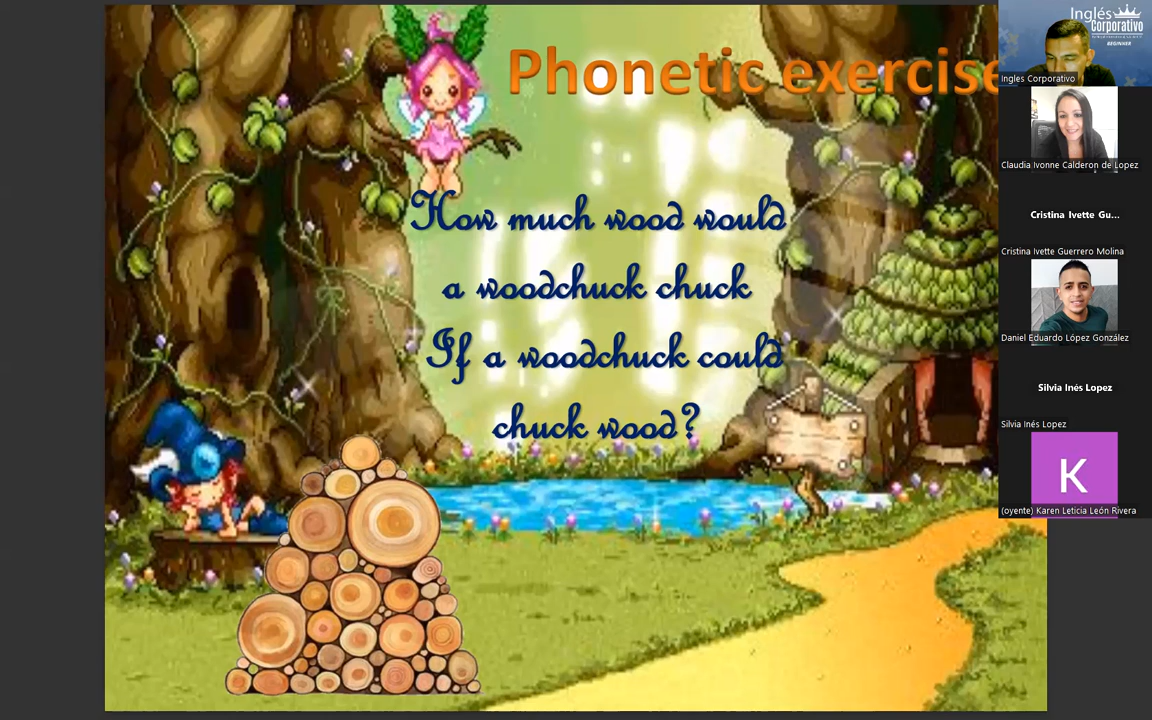 Phonetic exercise
How much wood would
a woodchuck chuck
If a woodchuck could
chuck wood?
Inglés
Corporativo
BEGINNER
Ingles Corporativo
Claudia Ivonne Calderon de Lopez
Cristina Ivette Gu...
Cristina Ivette Guerrero Molina
Daniel Eduardo López González
Silvia Inés Lopez
Silvia Inés Lopez
K
(oyente) Karen Leticia León Rivera